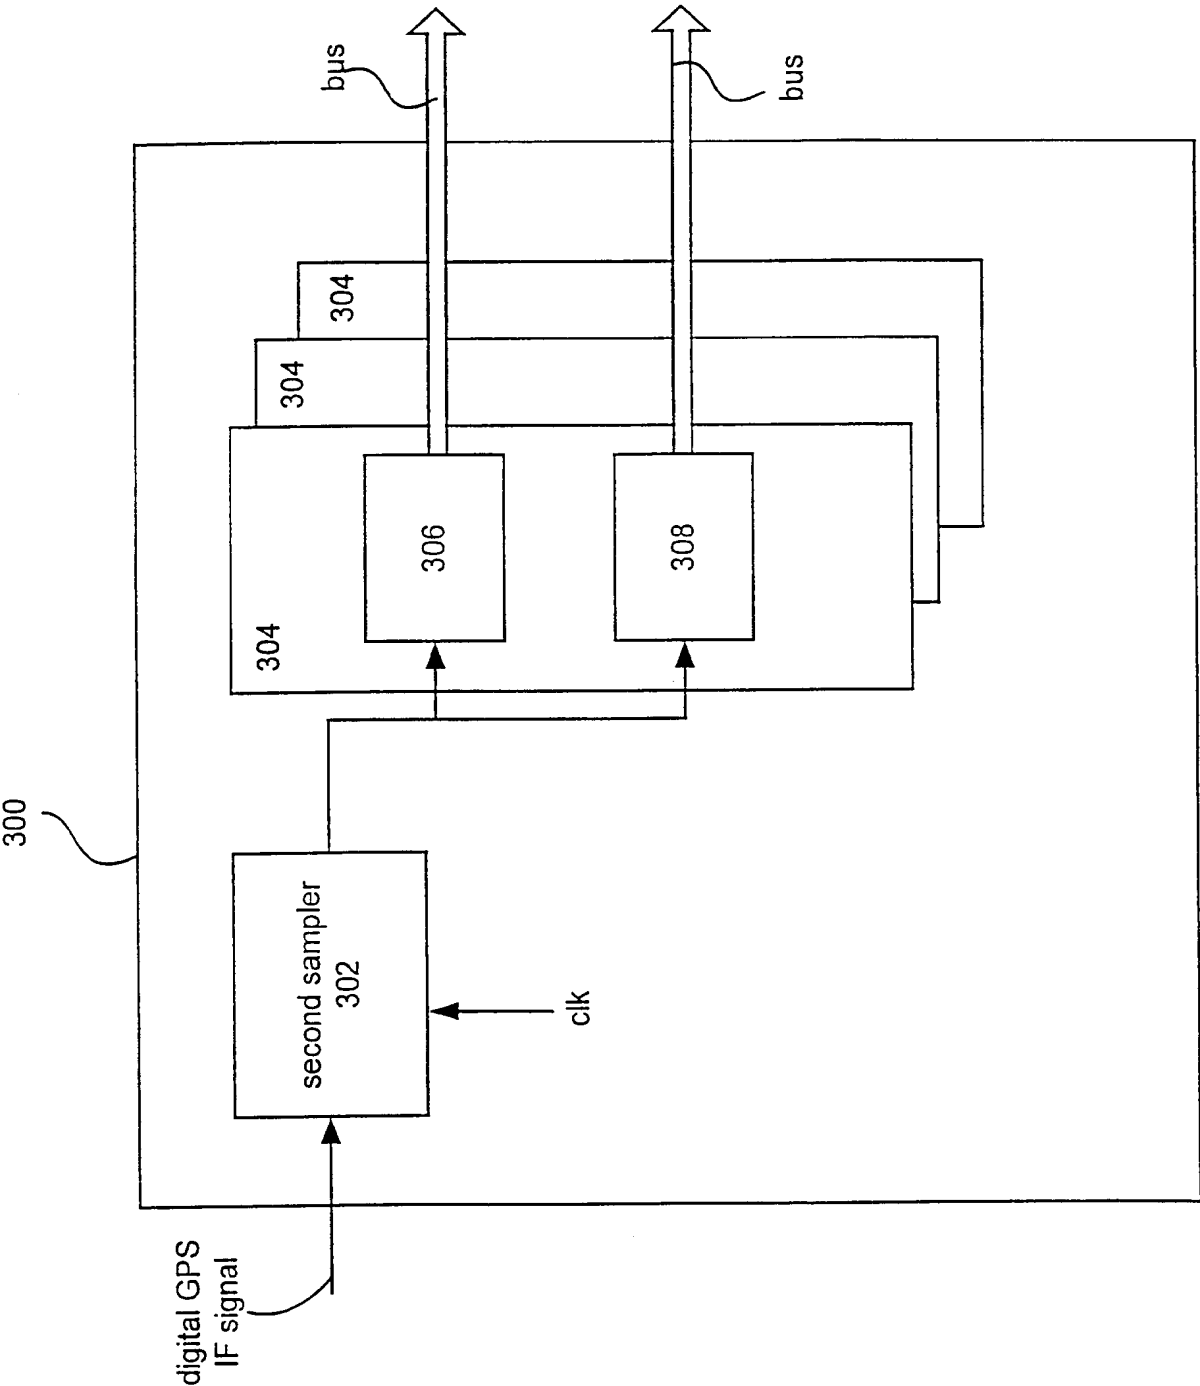 300
digital GPS
IF signal
second sampler
302
clk
304
304
304
306
308
bus
bus